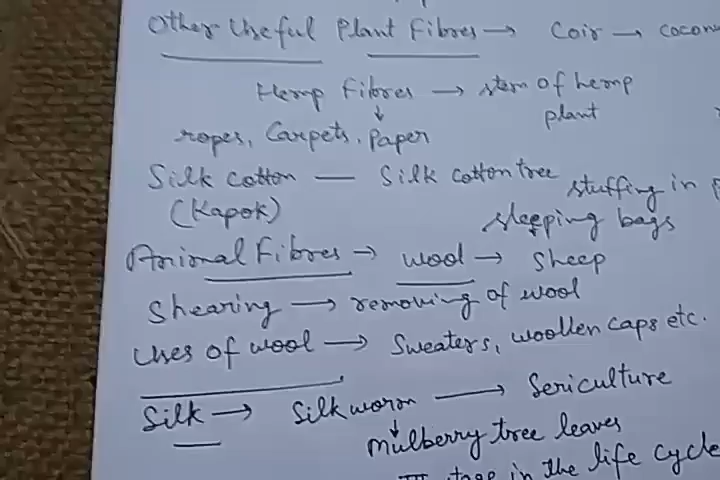 Other Useful Plant Fibres → Coir →
Hemp Fibres → stem of hemp
↓ plant
ropes, Carpets, Paper
Silk cotton — Silk cotton tree
stuffing in
(Kapok) sleeping bags
Animal Fibres → wool → Sheep
Shearing → removing of wool
Uses of wool → Sweaters, woollen caps etc.
Silk → Silkworm → Sericulture
↓
mulberry tree leaves
in the life cycle